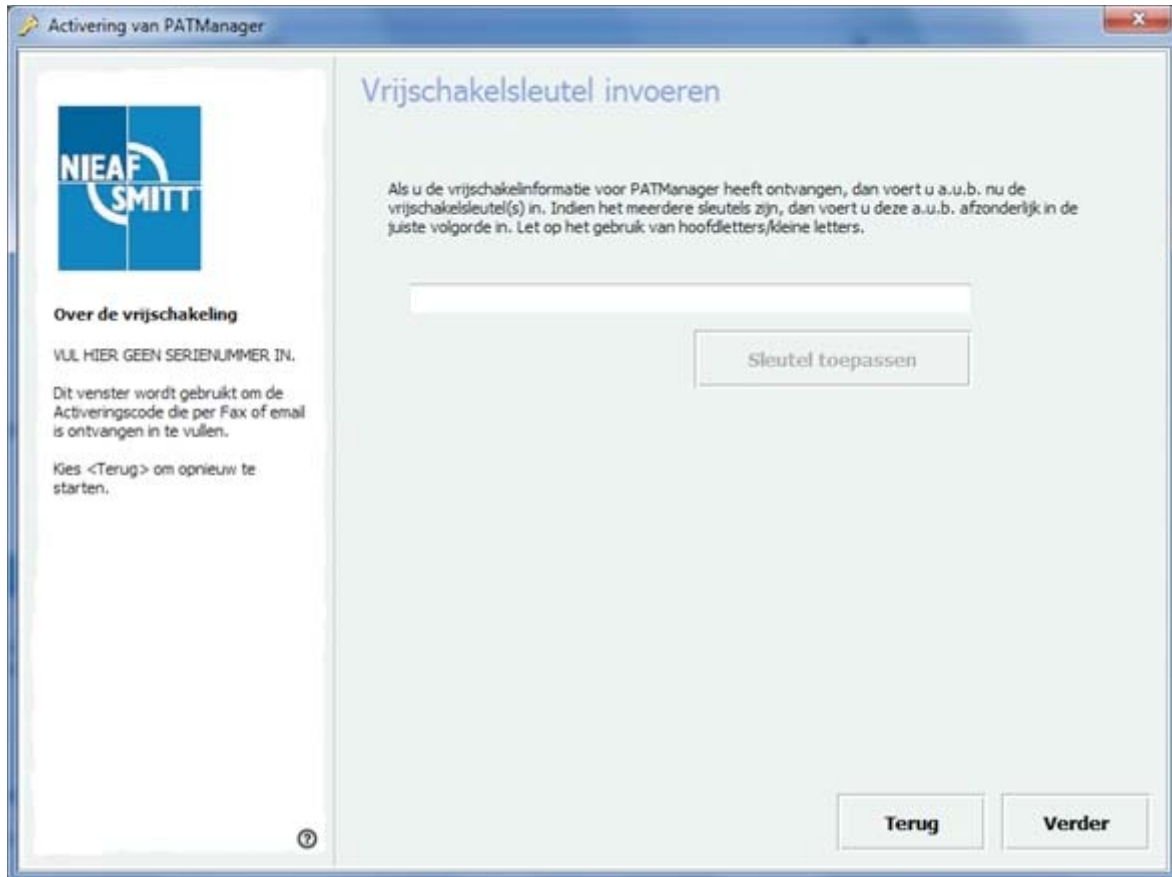 Activering van PATManager
NIEAF
SMITT
Over de vrijschakeling
VUL HIER GEEN SERIENUMMER IN.
Dit venster wordt gebruikt om de
Activeringscode die per Fax of email
is ontvangen in te vullen.
Kies <Terug> om opnieuw te
starten.
Vrijschakelsleutel invoeren
Als u de vrijschakelinformatie voor PATManager heeft ontvangen, dan voert u a.u.b. nu de
vrijschakelsleutel(s) in. Indien het meerdere sleutels zijn, dan voert u deze a.u.b. afzonderlijk in de
juiste volgorde in. Let op het gebruik van hoofdletters/kleine letters.
Sleutel toepassen
Terug
Verder